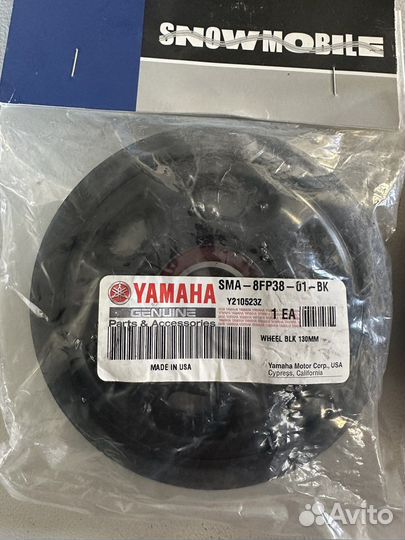 SNOWMOBILE
YAMAHA
GENUINE
Parts & Accessories
MADE IN USA
SMA-8FP38-01-BK
Y210523Z
1 EA
WHEEL BLK 130MM
Yamaha Motor Corp., USA
Cypress, California
Avito